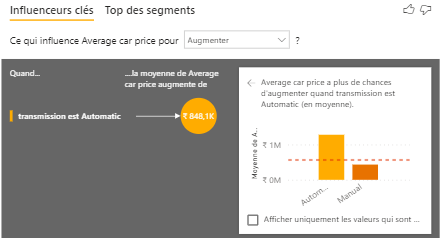 Influenceurs clés Top des segments
Ce qui influence Average car price pour Augmenter ?
Quand...
...la moyenne de Average
car price augmente de
transmission est Automatic
₹ 848,1K
Average car price a plus de chances
d'augmenter quand transmission est
Automatic (en moyenne).
Moyenne de A...
₹ 1M
₹ 0M
Autom...
Manual
Afficher uniquement les valeurs qui sont ...